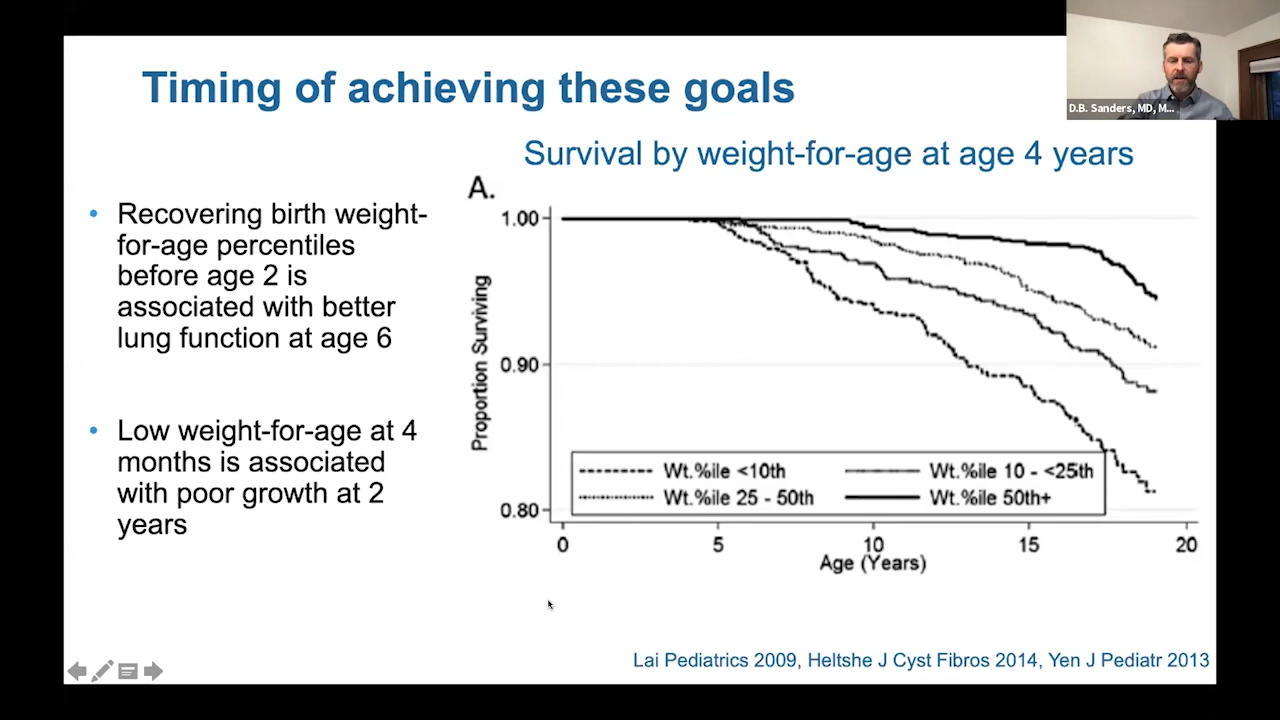 Timing of achieving these goals
D.B. Sanders, MD, M...
Survival by weight-for-age at age 4 years
• Recovering birth weight-
for-age percentiles
before age 2 is
associated with better
lung function at age 6
• Low weight-for-age at 4
months is associated
with poor growth at 2
years
A.
1.00
0.90
0.80
Proportion Surviving
Wt.%ile <10th
Wt.%ile 10 - <25th
Wt.%ile 25 - 50th
Wt.%ile 50th+
0 5 10 15 20
Age (Years)
Lai Pediatrics 2009, Heltshe J Cyst Fibros 2014, Yen J Pediatr 2013